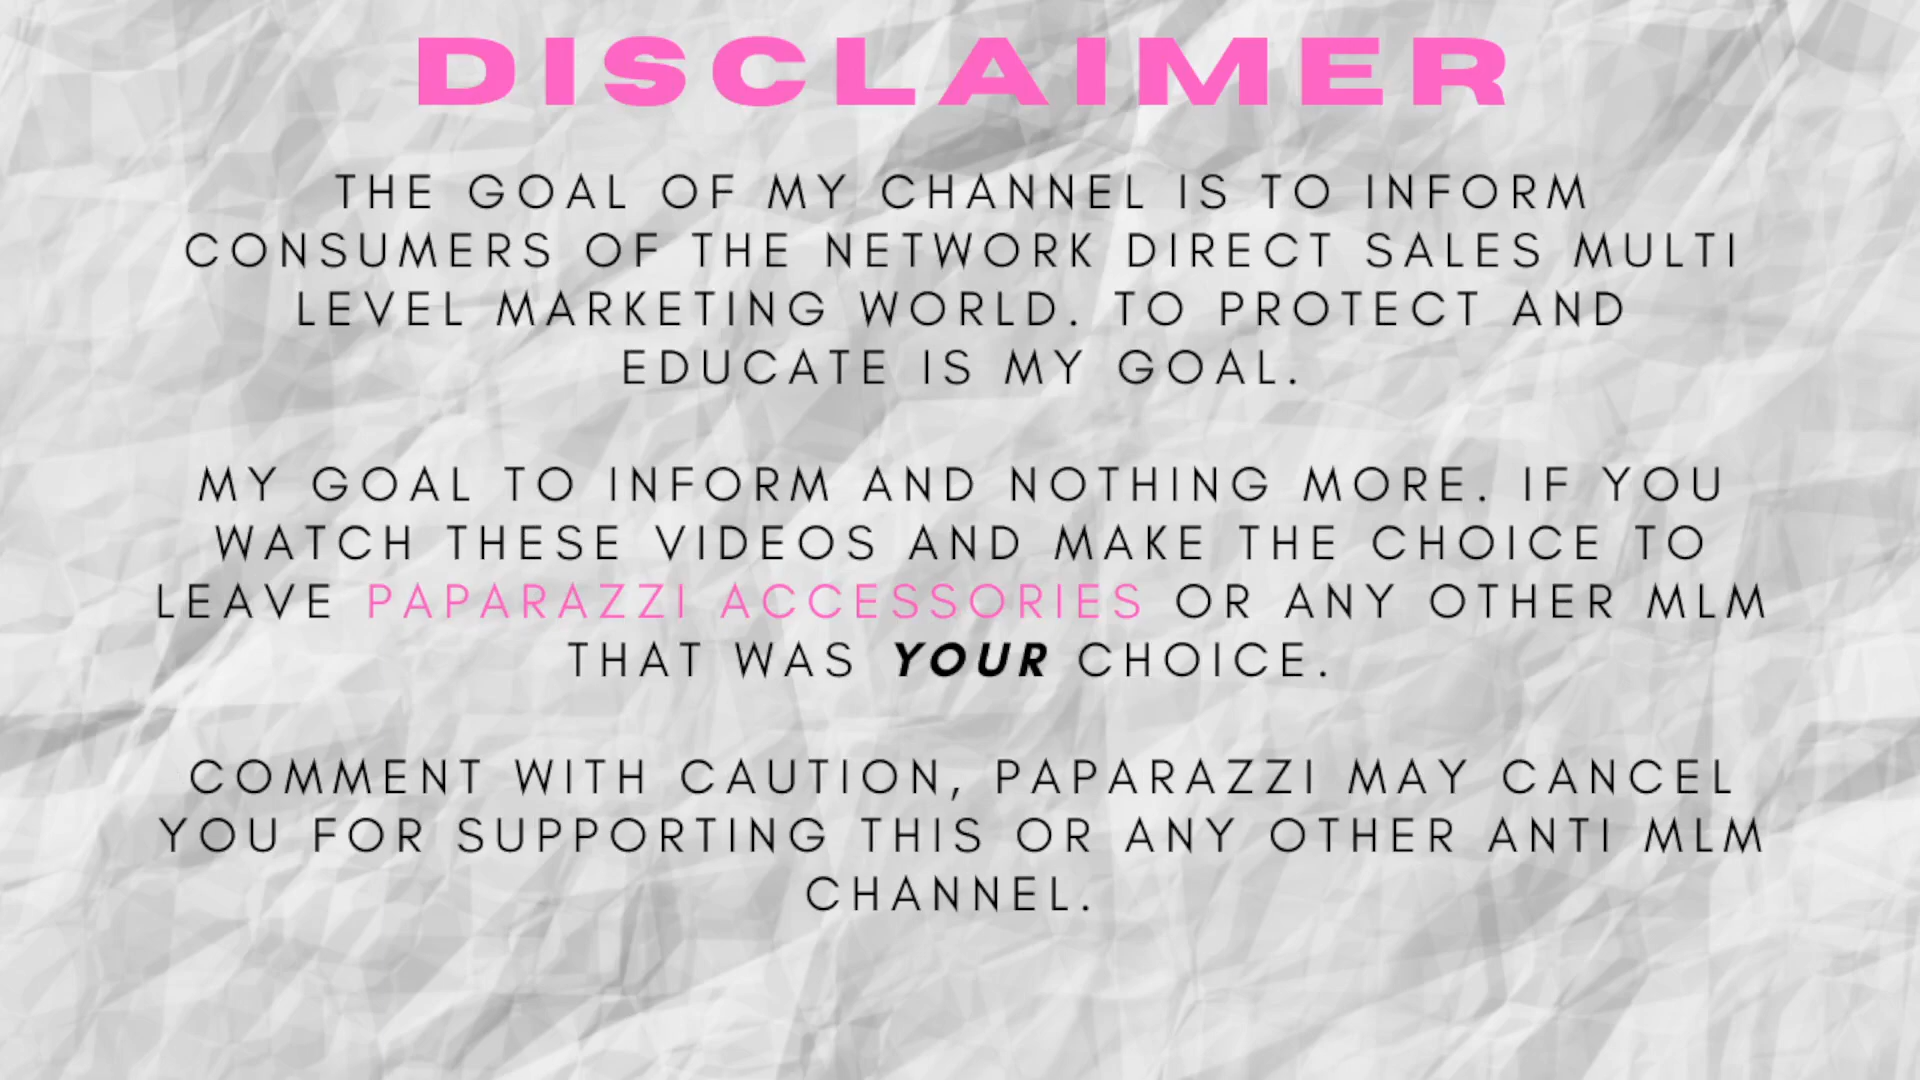 DISCLAIMER
THE GOAL OF MY CHANNEL IS TO INFORM
CONSUMERS OF THE NETWORK DIRECT SALES MULTI
LEVEL MARKETING WORLD. TO PROTECT AND
EDUCATE IS MY GOAL.
MY GOAL TO INFORM AND NOTHING MORE. IF YOU
WATCH THESE VIDEOS AND MAKE THE CHOICE TO
LEAVE PAPARAZZI ACCESSORIES OR ANY OTHER MLM
THAT WAS YOUR CHOICE.
COMMENT WITH CAUTION, PAPARAZZI MAY CANCEL
YOU FOR SUPPORTING THIS OR ANY OTHER ANTI MLM
CHANNEL.